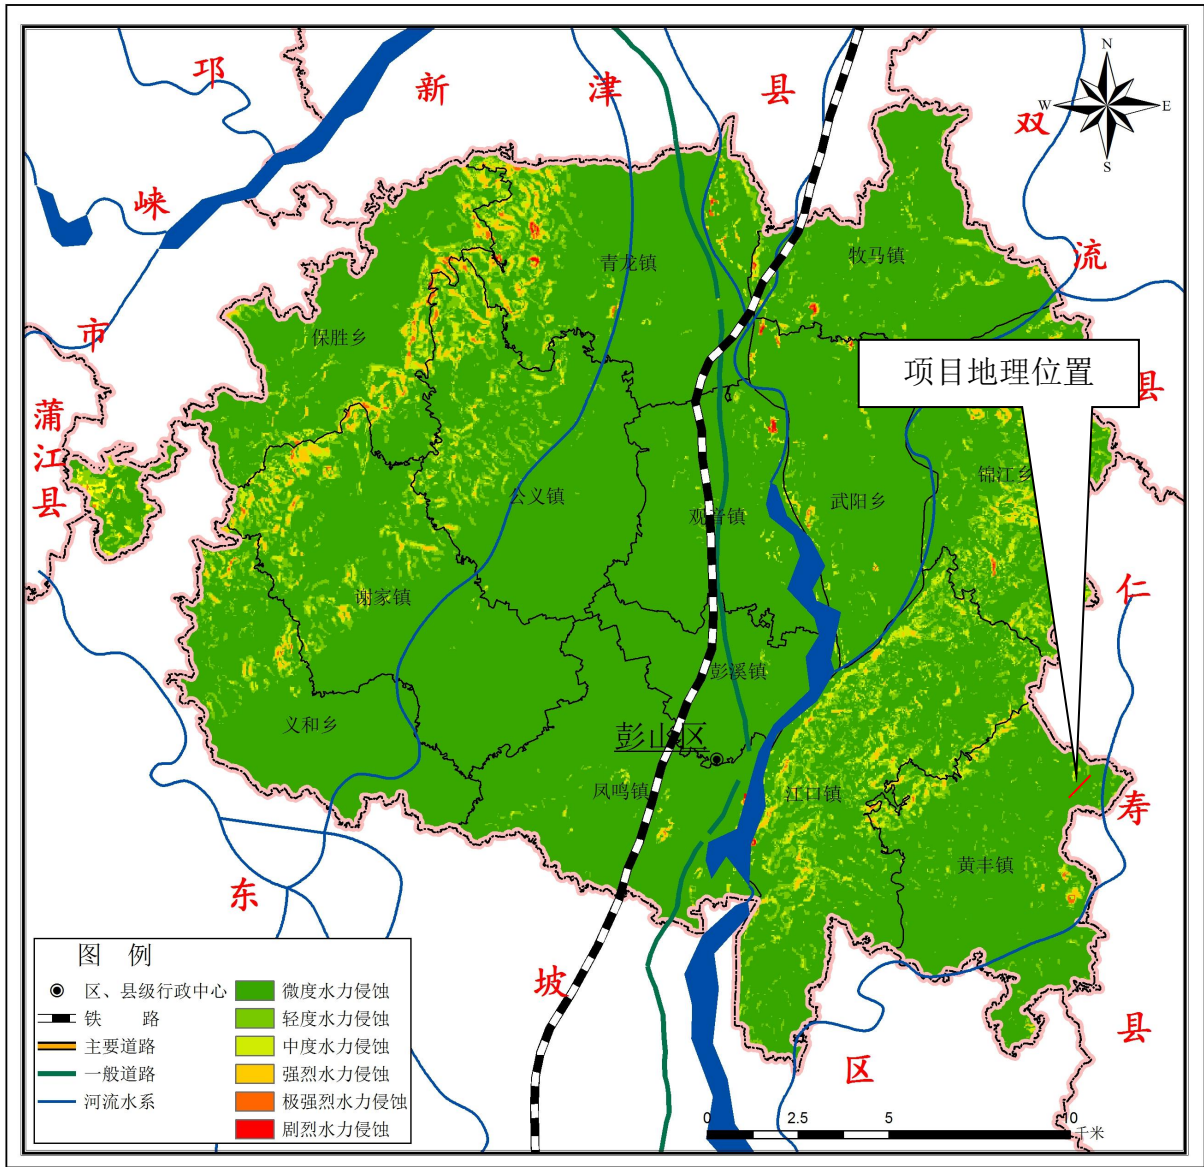 邛
崃
市
新
津
县
双
流
县
N
W
E
S
牧马镇
青龙镇
保胜乡
项目地理位置
蒲
江
县
锦江乡
公义镇
观音镇
武阳乡
谢家镇
仁
寿
县
彭溪镇
义和乡
彭山区
凤鸣镇
江口镇
黄丰镇
东
坡
区
图 例
区、县级行政中心
铁 路
主要道路
一般道路
河流水系
微度水力侵蚀
轻度水力侵蚀
中度水力侵蚀
强烈水力侵蚀
极强烈水力侵蚀
剧烈水力侵蚀
0 2.5 5 10
千米